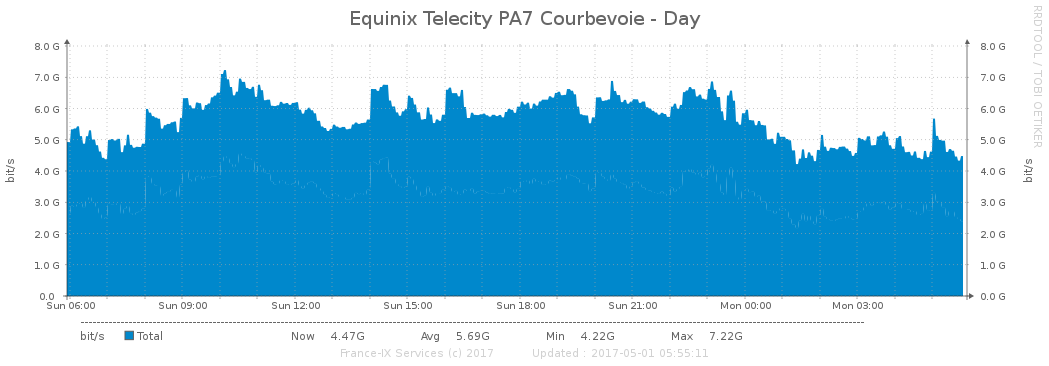 Equinix Telecity PA7 Courbevoie - Day
RRDTOOL / TOBI OETIKER
8.0 G 8.0 G
7.0 G 7.0 G
6.0 G 6.0 G
5.0 G 5.0 G
4.0 G 4.0 G
3.0 G 3.0 G
2.0 G 2.0 G
1.0 G 1.0 G
0.0 0.0 G
bit/s
bit/s
Sun 06:00 Sun 09:00 Sun 12:00 Sun 15:00 Sun 18:00 Sun 21:00 Mon 00:00 Mon 03:00
bit/s Total Now 4.47G Avg 5.69G Min 4.22G Max 7.22G
France-IX Services (c) 2017 Updated : 2017-05-01 05:55:11